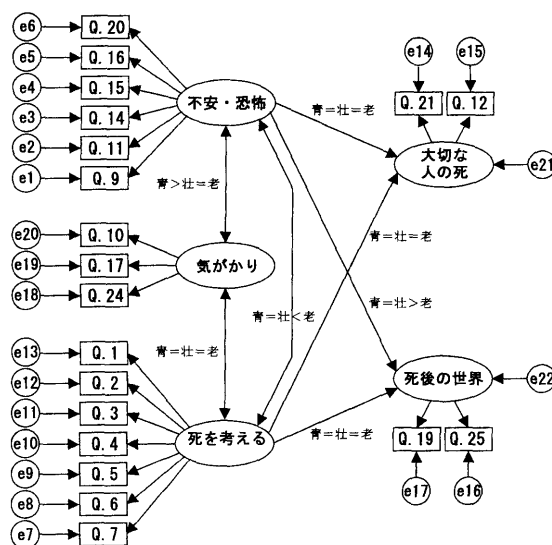 e6
Q.20
e5
Q.16
e4
Q.15
e3
Q.14
e2
Q.11
e1
Q.9
不安・恐怖
e14
e15
Q.21
Q.12
大切な
人の死
e21
青=壮=老
青>壮=老
e20
Q.10
e19
Q.17
e18
Q.24
気がかり
青=壮=老
青=壮>老
青=壮<老
青=壮=老
e13
Q.1
e12
Q.2
e11
Q.3
e10
Q.4
e9
Q.5
e8
Q.6
e7
Q.7
死を考える
青=壮=老
死後の世界
e22
Q.19
Q.25
e17
e16